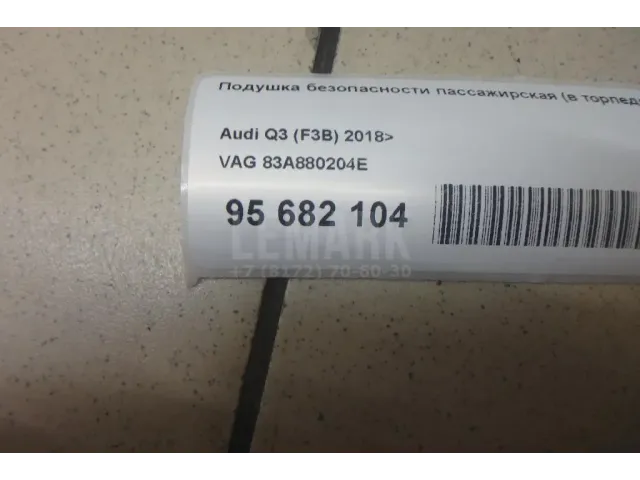 Подушка безопасности пассажирская (в торпед
Audi Q3 (F3B) 2018>
VAG 83A880204E
95 682 104
LEMARK
+7 (8172) 70-60-30